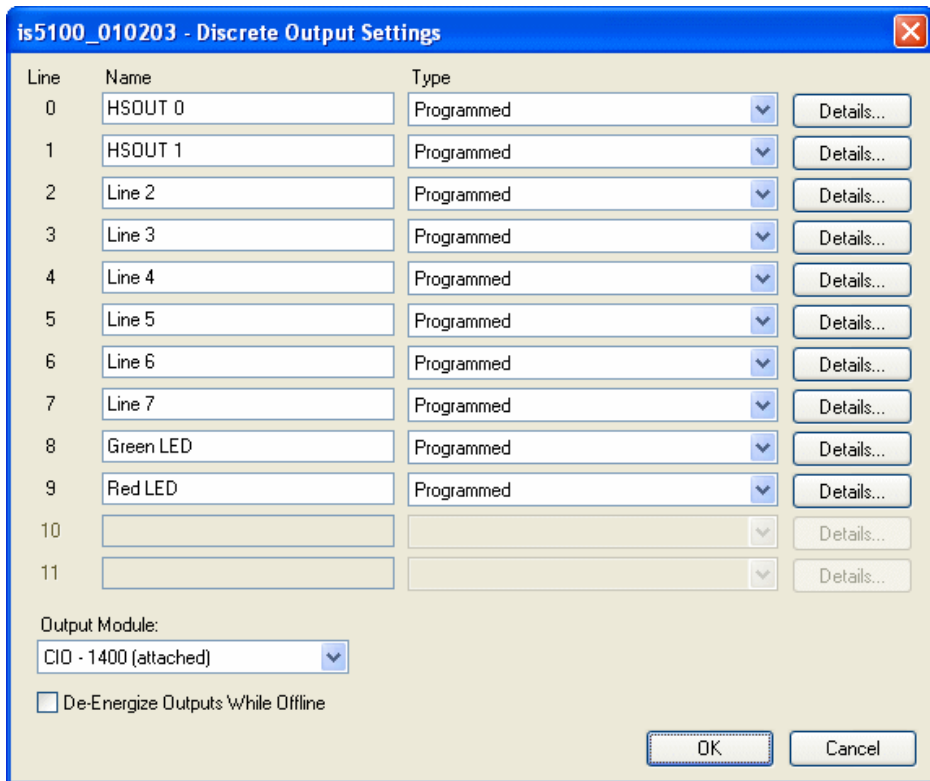 is5100_010203 - Discrete Output Settings
Line Name Type
0 HSOUT 0 Programmed Details...
1 HSOUT 1 Programmed Details...
2 Line 2 Programmed Details...
3 Line 3 Programmed Details...
4 Line 4 Programmed Details...
5 Line 5 Programmed Details...
6 Line 6 Programmed Details...
7 Line 7 Programmed Details...
8 Green LED Programmed Details...
9 Red LED Programmed Details...
10 Details...
11 Details...
Output Module:
CIO - 1400 (attached)
De-Energize Outputs While Offline
OK Cancel